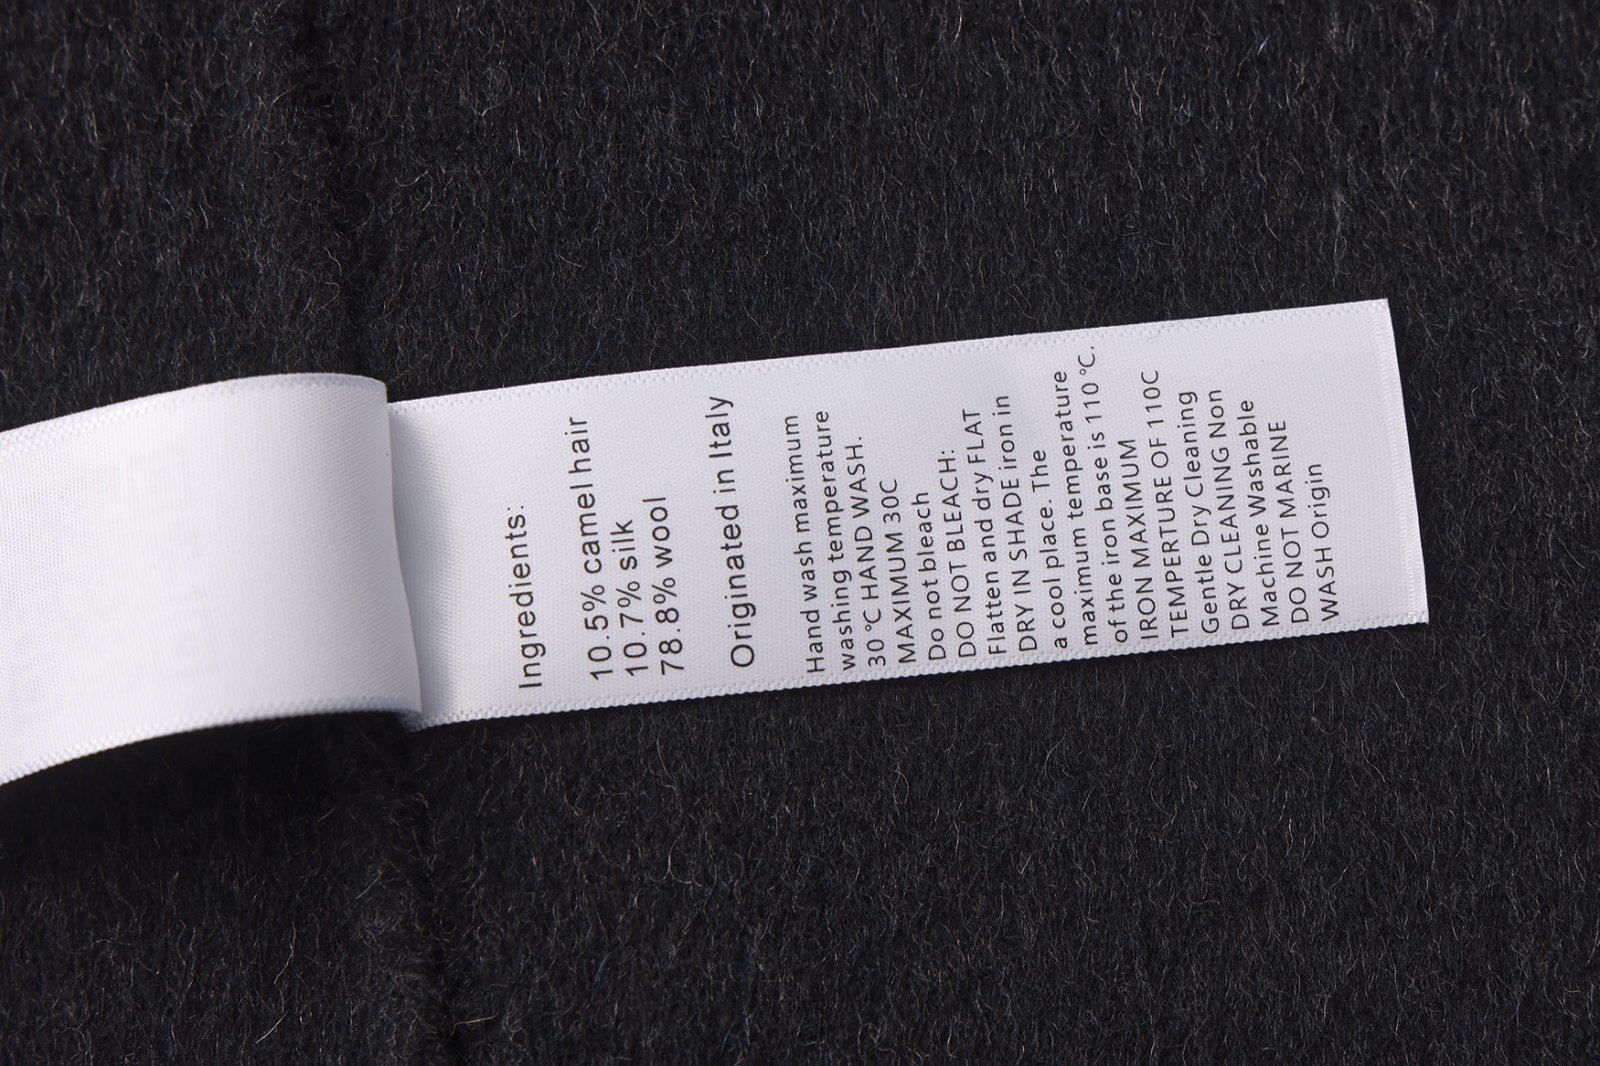 Ingredients:
10.5% camel hair
10.7% silk
78.8% wool
Originated in Italy
Hand wash maximum
washing temperature
30 ℃ HAND WASH.
MAXIMUM 30C
Do not bleach
DO NOT BLEACH:
Flatten and dry FLAT
DRY IN SHADE iron in
a cool place. The
maximum temperature
of the iron base is 110 ℃.
IRON MAXIMUM
TEMPERTURE OF 110C
Gentle Dry Cleaning
DRY CLEANING Non
Machine Washable
DO NOT MARINE
WASH Origin